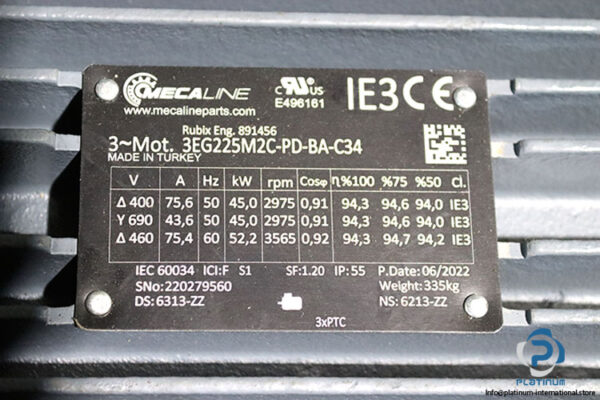 MECALINE
www.mecalineparts.com
c RU US
E496161
IE3 CE
Rubix Eng. 891456
3~Mot. 3EG225M2C-PD-BA-C34
MADE IN TURKEY
V A Hz kW rpm Cosφ η%100 %75 %50 cl.
Δ 400 75,6 50 45,0 2975 0,91 94,3 94,6 94,0 IE3
Y 690 43,6 50 45,0 2975 0,91 94,3 94,6 94,0 IE3
Δ 460 75,4 60 52,2 3565 0,92 94,3 94,7 94,2 IE3
IEC 60034 ICI:F S1 SF:1.20 IP:55 P.Date:06/2022
SNo:220279560 Weight:335kg
DS:6313-ZZ NS:6213-ZZ
3xPTC
PLATINUM
info@platinum-international.store